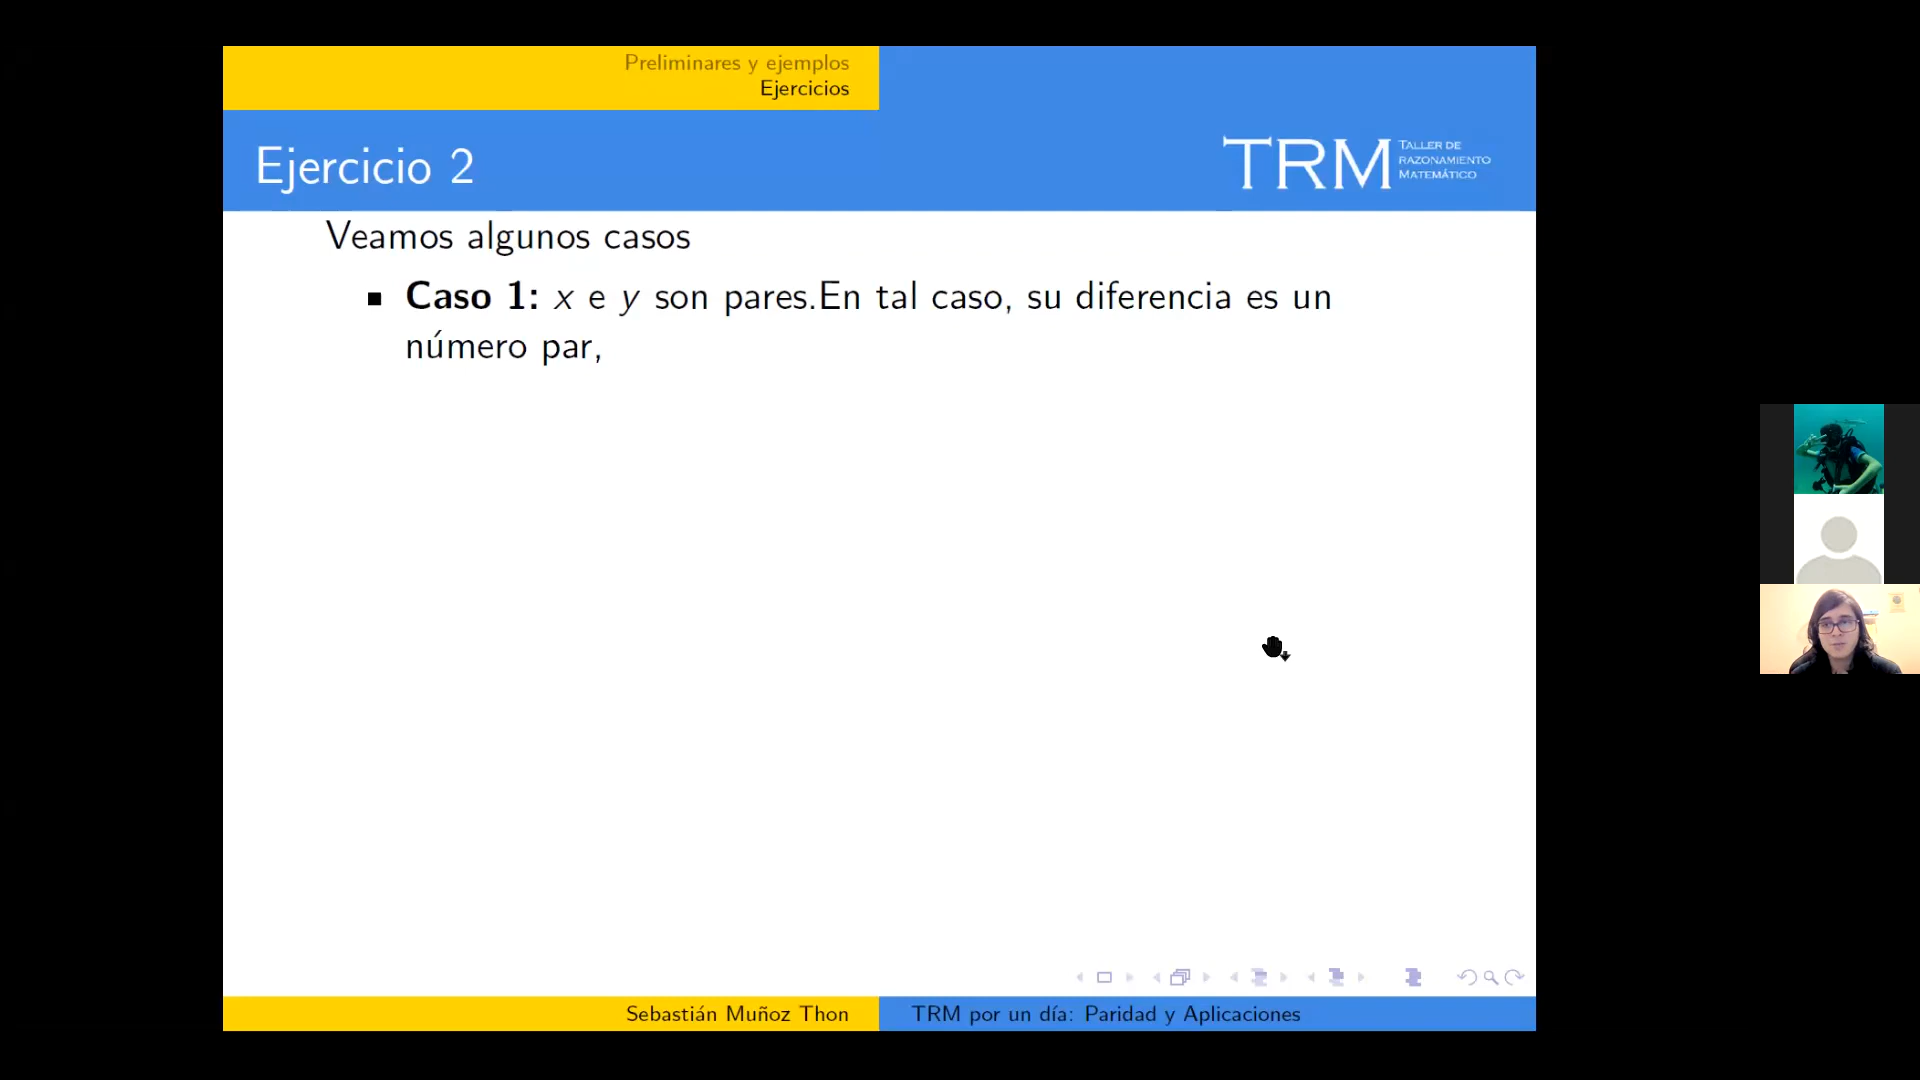 Preliminares y ejemplos
Ejercicios
Ejercicio 2
TRM
TALLER DE
RAZONAMIENTO
MATEMÁTICO
Veamos algunos casos
Caso 1: x e y son pares.En tal caso, su diferencia es un
número par,
Sebastián Muñoz Thon
TRM por un día: Paridad y Aplicaciones